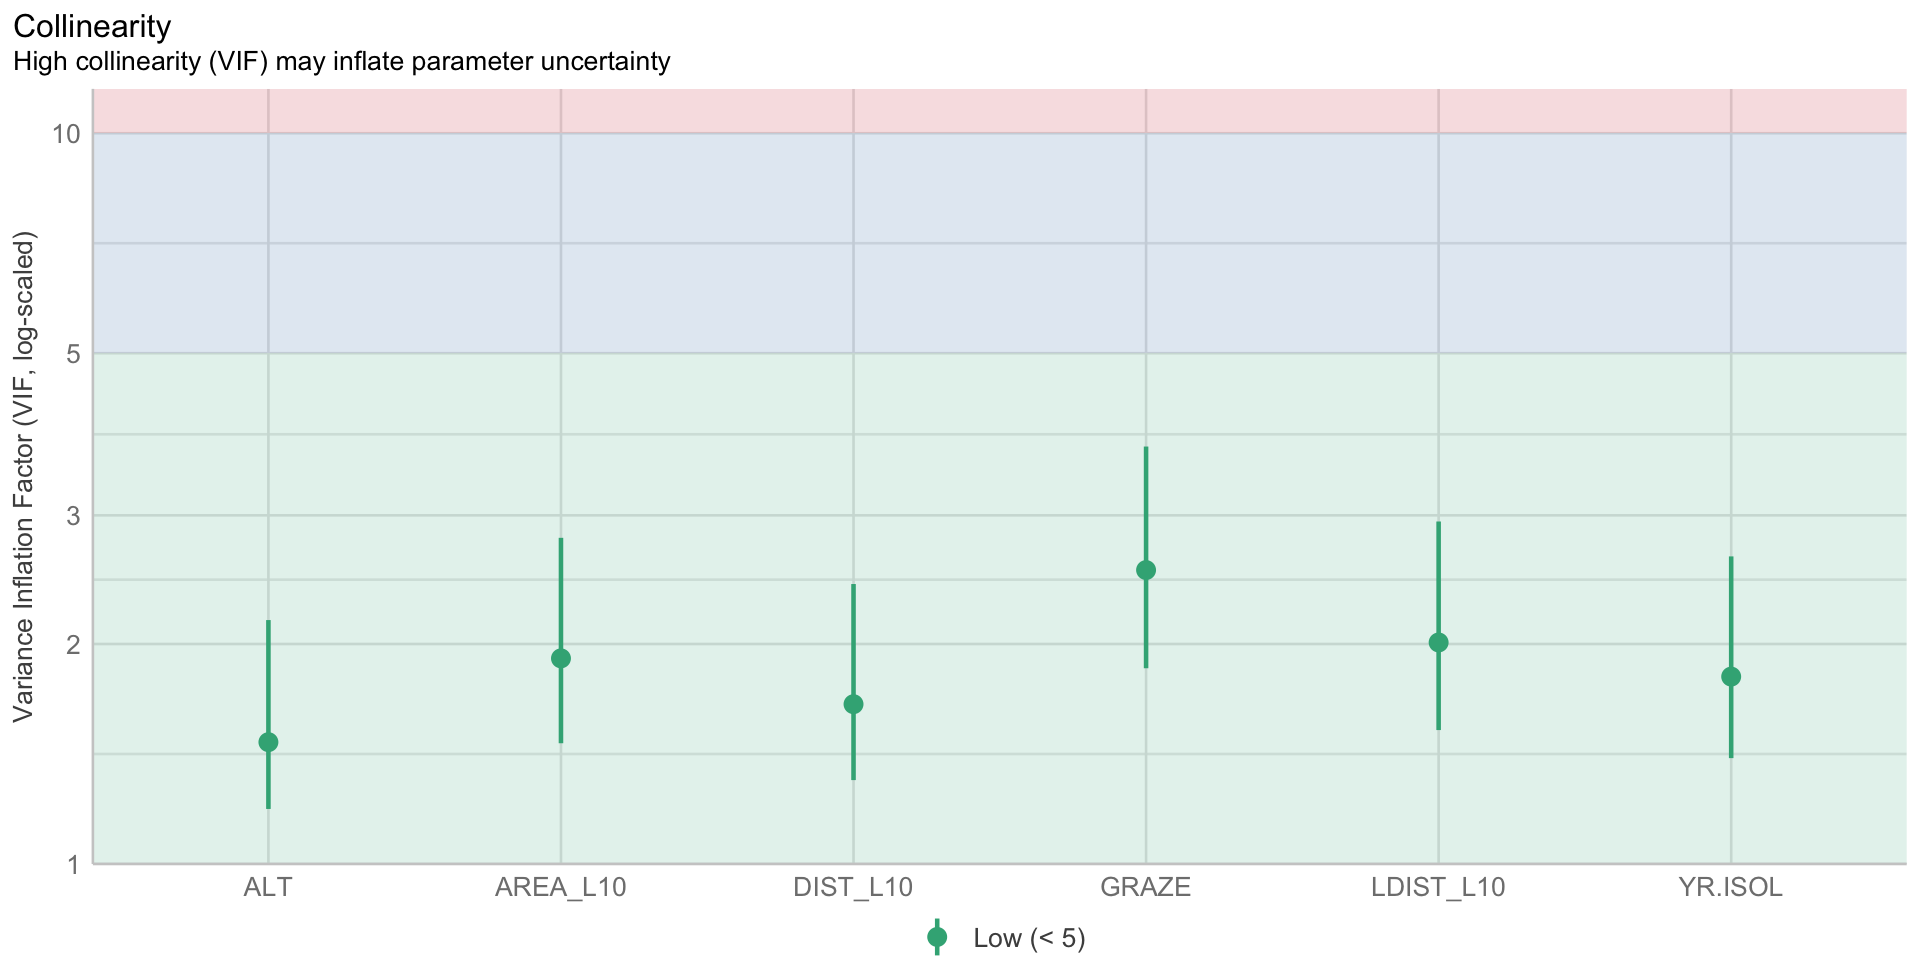 Collinearity
High collinearity (VIF) may inflate parameter uncertainty
Variance Inflation Factor (VIF, log-scaled)
10
5
3
2
1
ALT
AREA_L10
DIST_L10
GRAZE
LDIST_L10
YR.ISOL
Low (< 5)